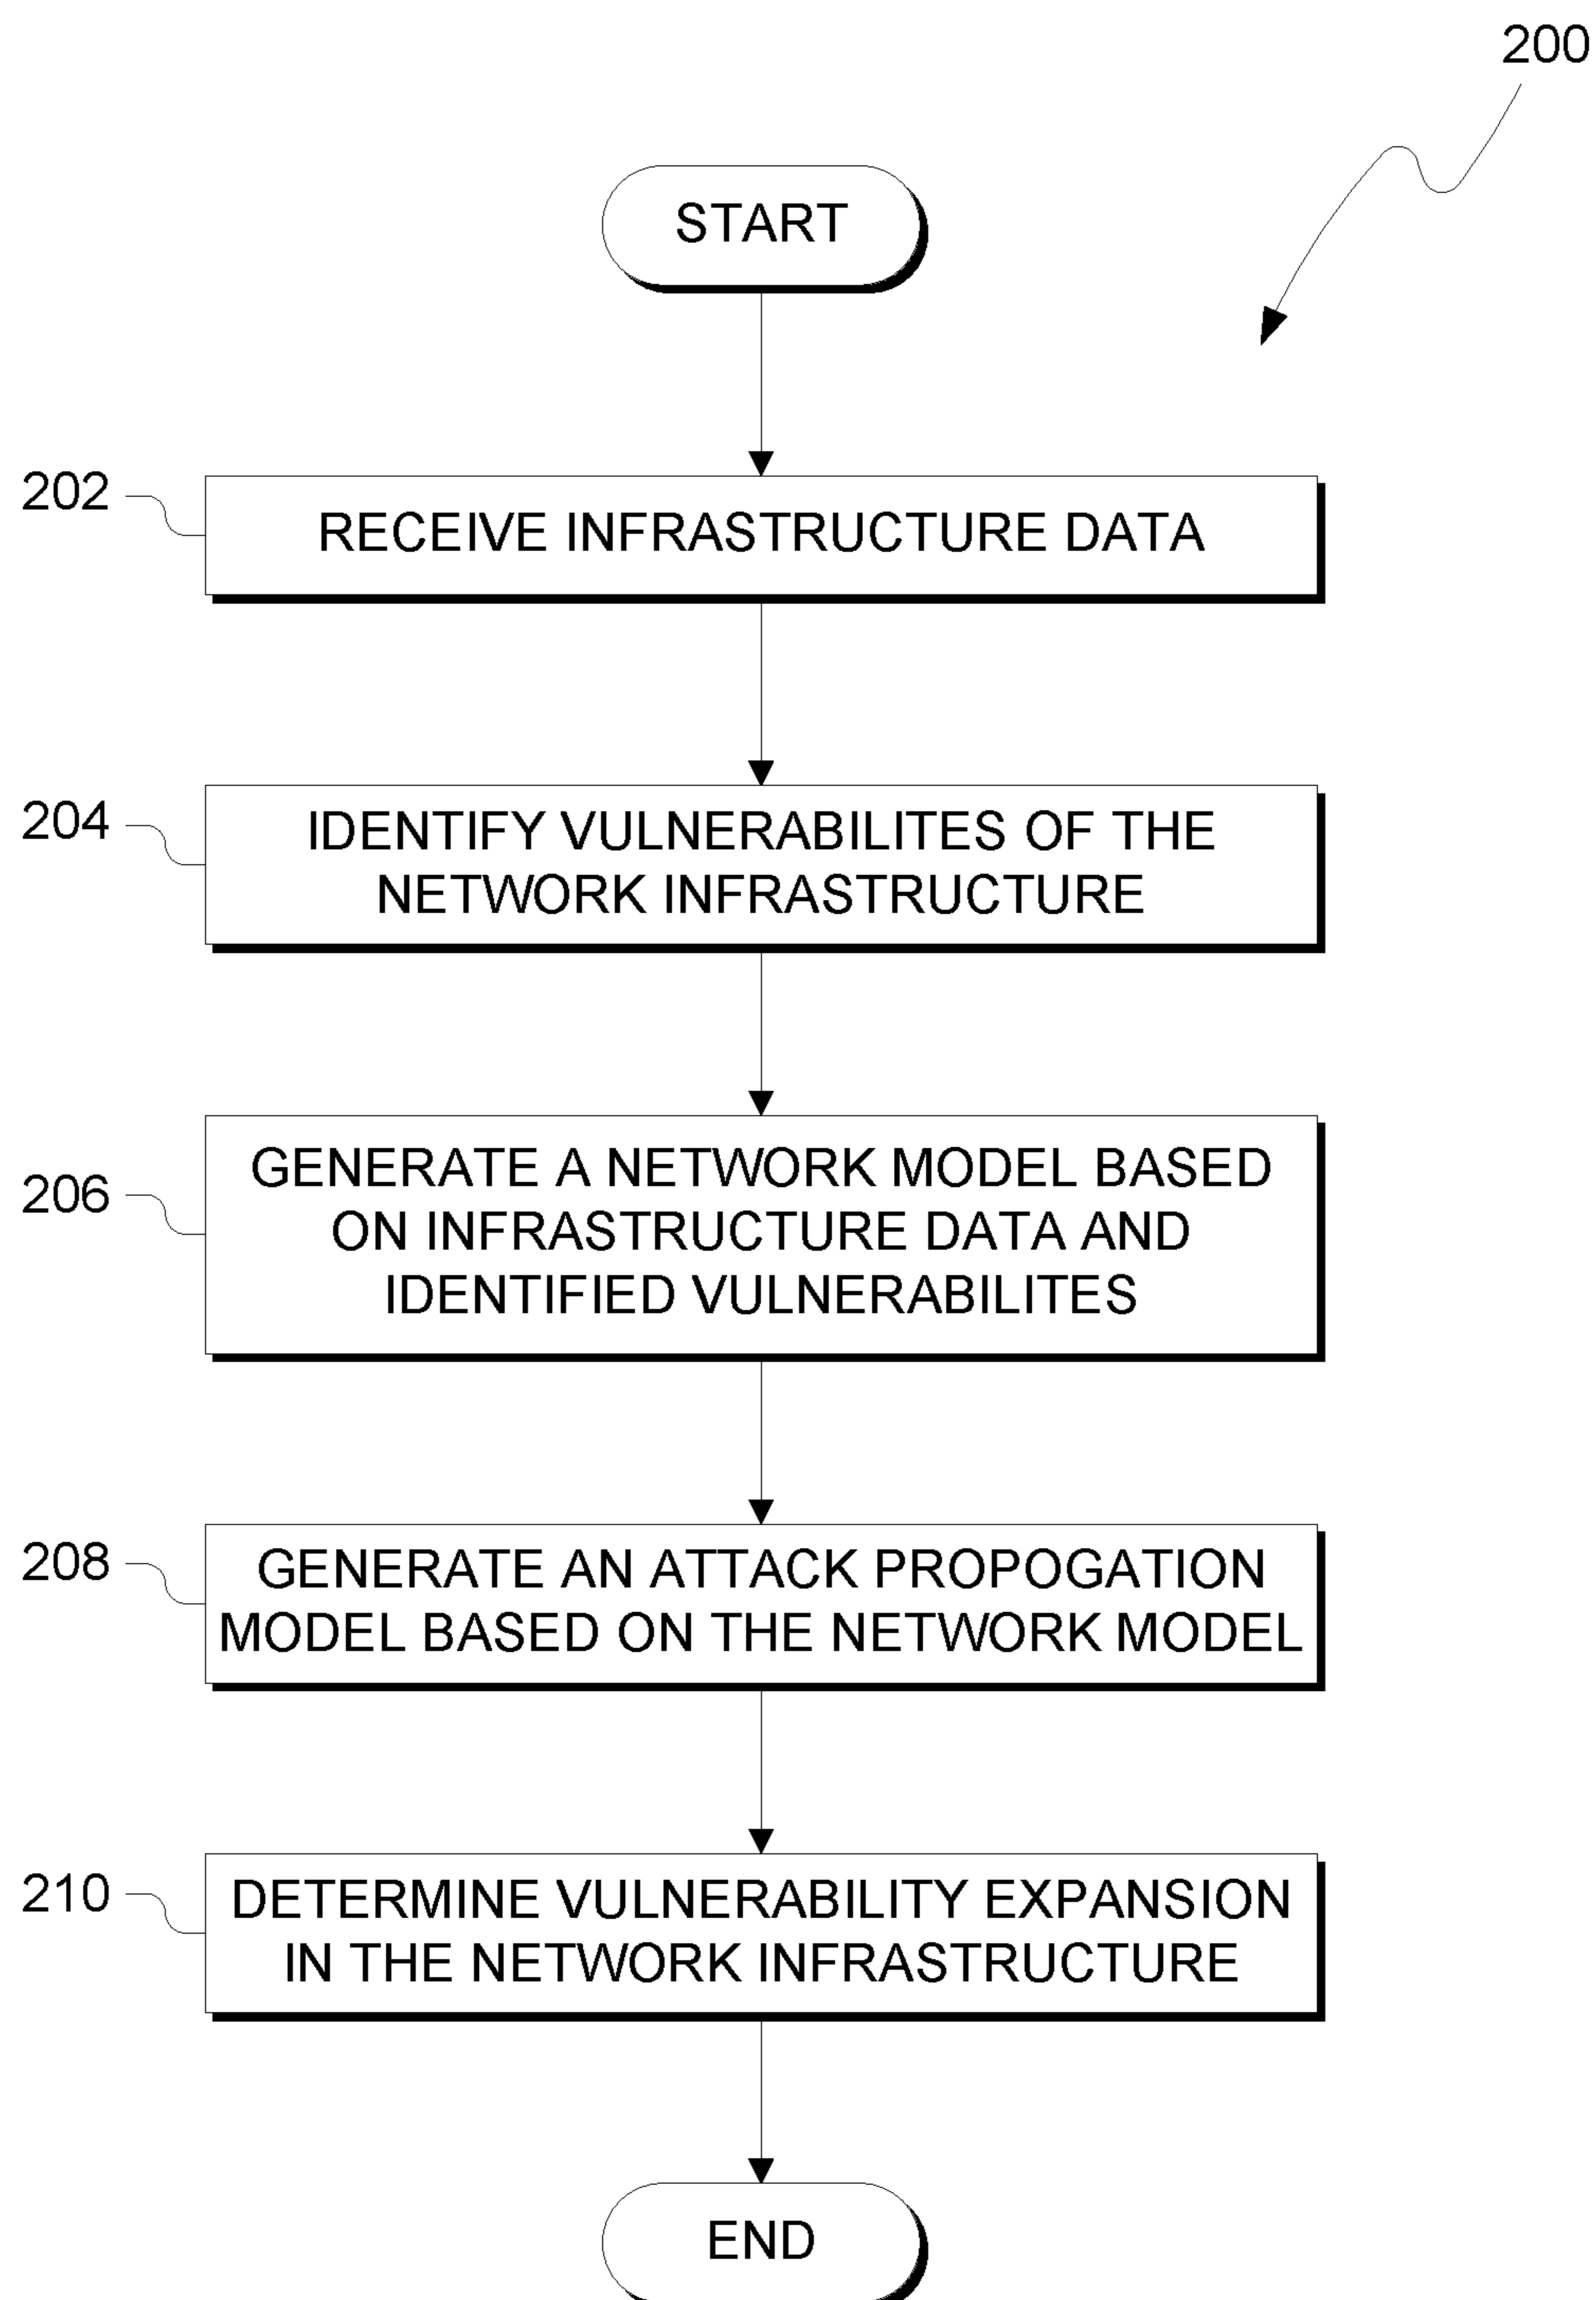 200
START
202
RECEIVE INFRASTRUCTURE DATA
204
IDENTIFY VULNERABILITES OF THE
NETWORK INFRASTRUCTURE
206
GENERATE A NETWORK MODEL BASED
ON INFRASTRUCTURE DATA AND
IDENTIFIED VULNERABILITES
208
GENERATE AN ATTACK PROPOGATION
MODEL BASED ON THE NETWORK MODEL
210
DETERMINE VULNERABILITY EXPANSION
IN THE NETWORK INFRASTRUCTURE
END